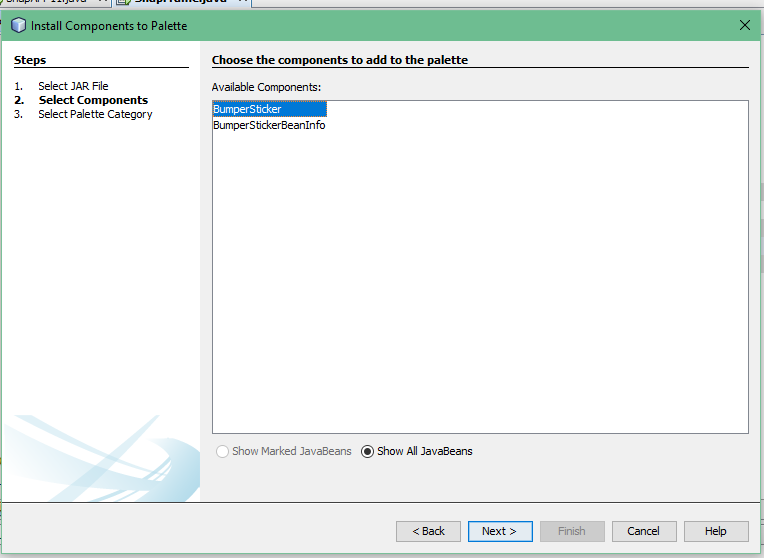 SnapFrame.java
Install Components to Palette
Steps
1. Select JAR File
2. Select Components
3. Select Palette Category
Choose the components to add to the palette
Available Components:
BumperSticker
BumperStickerBeanInfo
Show Marked JavaBeans
Show All JavaBeans
< Back
Next >
Finish
Cancel
Help